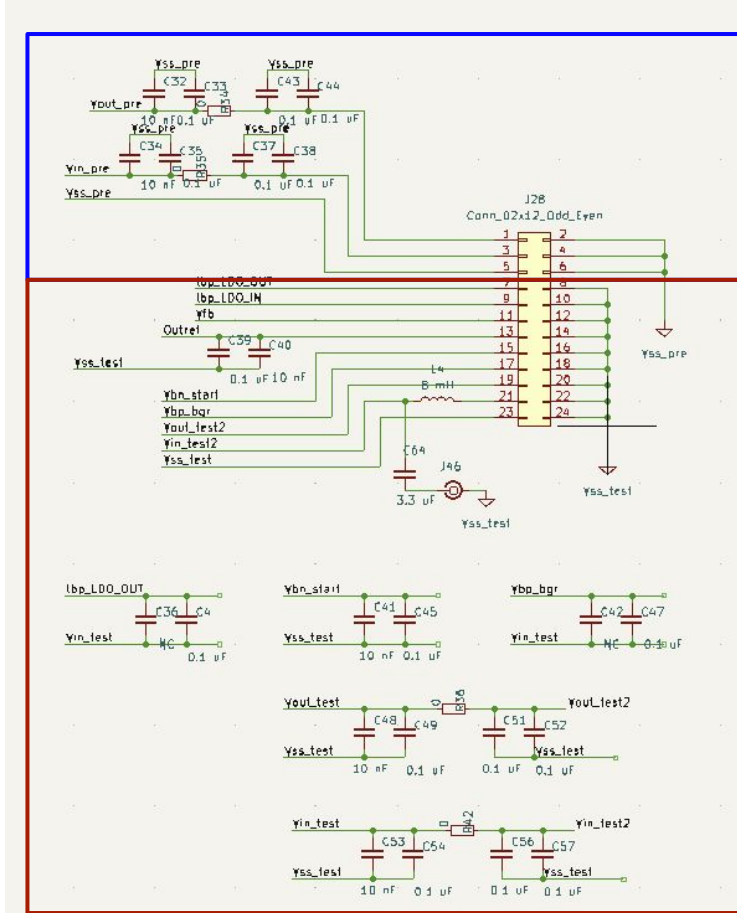 Vss_pre Vss_pre
C32 C33 C43 C44
Vout_pre 0 R34
10 nF 0.1 uF 0.1 uF 0.1 uF
Vss_pre Vss_pre
C34 C35 C37 C38
Vin_pre 0 R35
10 nF 0.1 uF 0.1 uF 0.1 uF
Vss_pre
J28
Conn_02x12_Odd_Even
1 2
3 4
5 6
Ibp_LDO_OUT 7 8
Ibp_LDO_IN 9 10
Vfb 11 12
Outref 13 14
C39 C40 15 16
Vss_pre
Vss_test 17 18
0.1 uF 10 nF L4
8 mH 19 20
Vbn_start 21 22
Vbp_bgr 23 24
Vout_test2
Vin_test2
Vss_test
C64 J46
3.3 uF
Vss_test
Vss_test
Ibp_LDO_OUT Vbn_start Vbp_bgr
C36 C4 C41 C45 C42 C47
Vin_test Vss_test Vin_test
NC 0.1 uF 10 nF 0.1 uF NC 0.1 uF
Vout_test 0 R36 Vout_test2
C48 C49 C51 C52
Vss_test Vss_test
10 nF 0.1 uF 0.1 uF 0.1 uF
Vin_test 0 R42 Vin_test2
C53 C54 C56 C57
Vss_test Vss_test
10 nF 0.1 uF 0.1 uF 0.1 uF